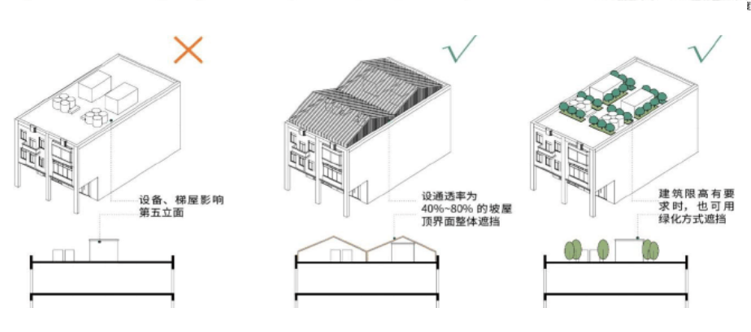 设备、梯屋影响
第五立面
设通透率为
40%~80% 的坡屋
顶界面整体遮挡
建筑限高有要
求时，也可用
绿化方式遮挡